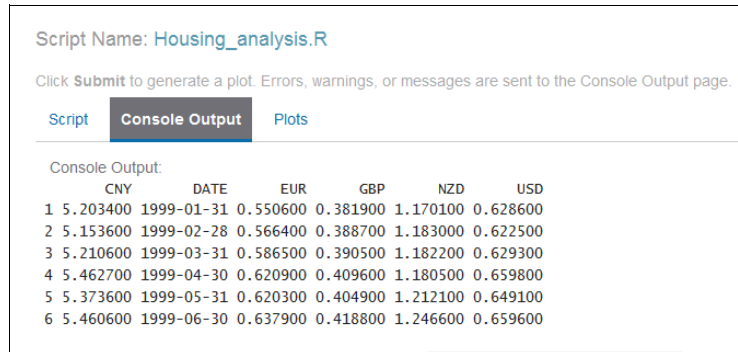 Script Name: Housing_analysis.R
Click Submit to generate a plot. Errors, warnings, or messages are sent to the Console Output page.
Script Console Output Plots
Console Output:
CNY DATE EUR GBP NZD USD
1 5.203400 1999-01-31 0.550600 0.381900 1.170100 0.628600
2 5.153600 1999-02-28 0.566400 0.388700 1.183000 0.622500
3 5.210600 1999-03-31 0.586500 0.390500 1.182200 0.629300
4 5.462700 1999-04-30 0.620900 0.409600 1.180500 0.659800
5 5.373600 1999-05-31 0.620300 0.404900 1.212100 0.649100
6 5.460600 1999-06-30 0.637900 0.418800 1.246600 0.659600